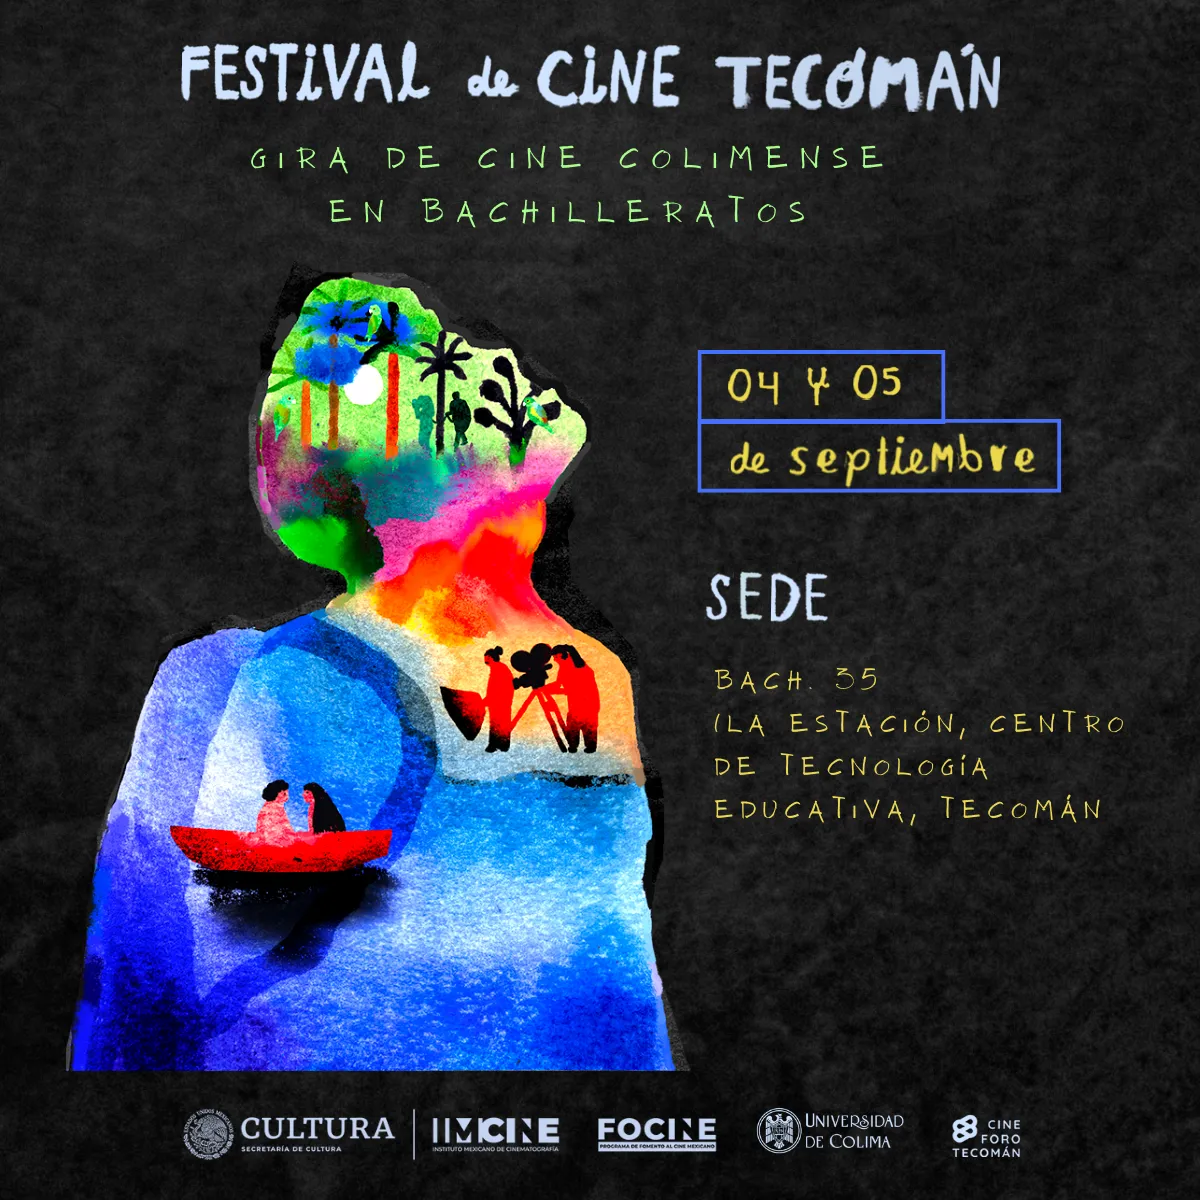 FESTIVAL de CINE TECOMÁN
GIRA DE CINE COLIMENSE
EN BACHILLERATOS
04 Y 05
de septiembre
SEDE
BACH. 35
(LA ESTACIÓN, CENTRO
DE TECNOLOGÍA
EDUCATIVA, TECOMÁN
CULTURA
SECRETARÍA DE CULTURA
IMCINE
INSTITUTO MEXICANO DE CINEMATOGRAFÍA
FOCINE
PROGRAMA DE FOMENTO AL CINE MEXICANO
UNIVERSIDAD
DE COLIMA
CINE
FORO
TECOMÁN